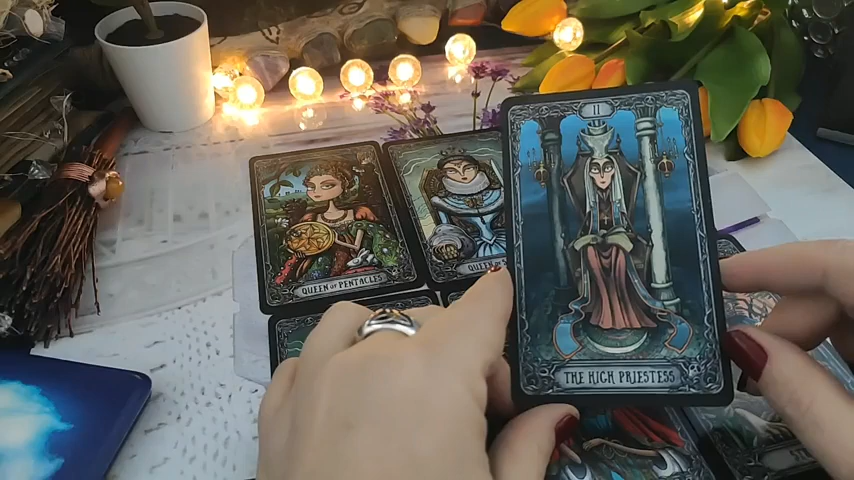 II
THE HIGH PRIESTESS
QUEEN OF PENTACLES
QUEEN OF